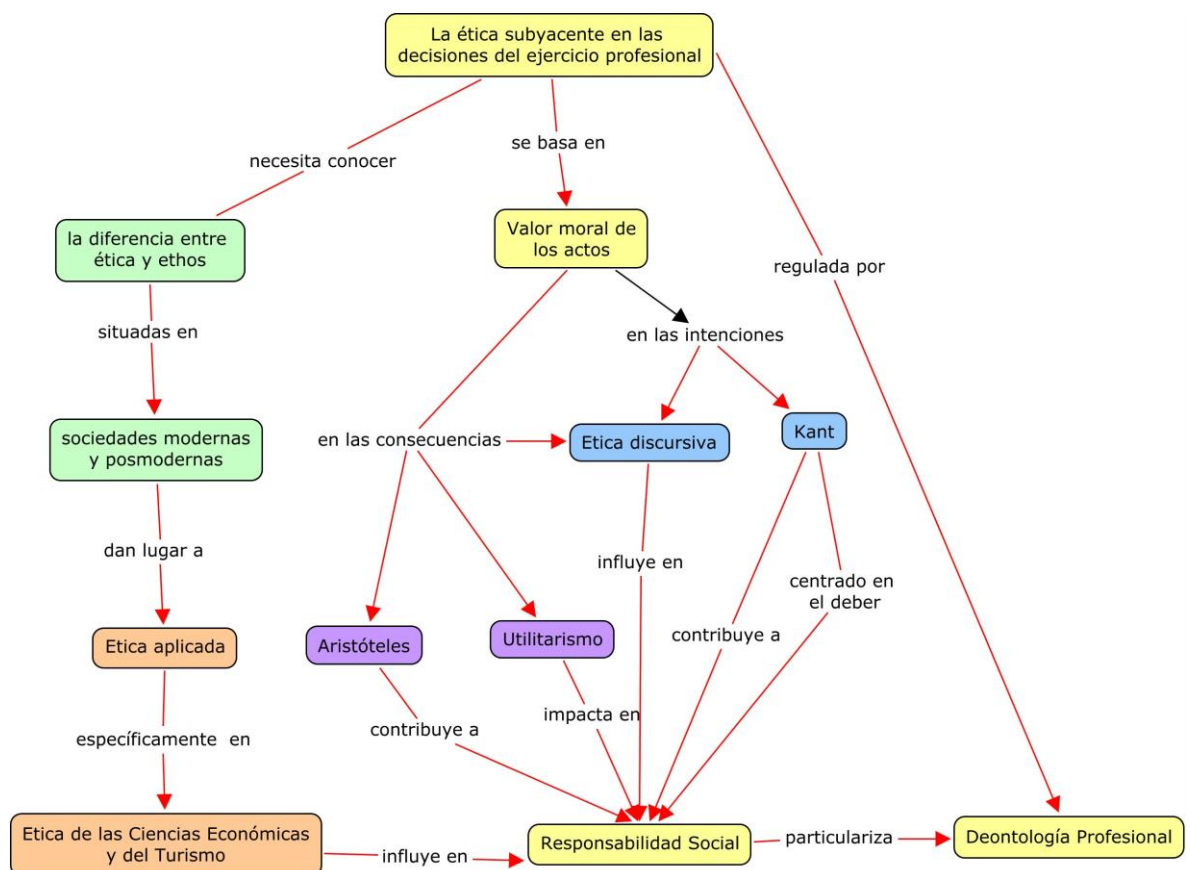 La ética subyacente en las
decisiones del ejercicio profesional
necesita conocer
se basa en
regulada por
la diferencia entre
ética y ethos
Valor moral de
los actos
situadas en
en las intenciones
sociedades modernas
y posmodernas
en las consecuencias
Etica discursiva
Kant
dan lugar a
influye en
centrado en
el deber
contribuye a
Etica aplicada
Aristóteles
Utilitarismo
específicamente en
contribuye a
impacta en
Etica de las Ciencias Económicas
y del Turismo
influye en
Responsabilidad Social
particulariza
Deontología Profesional